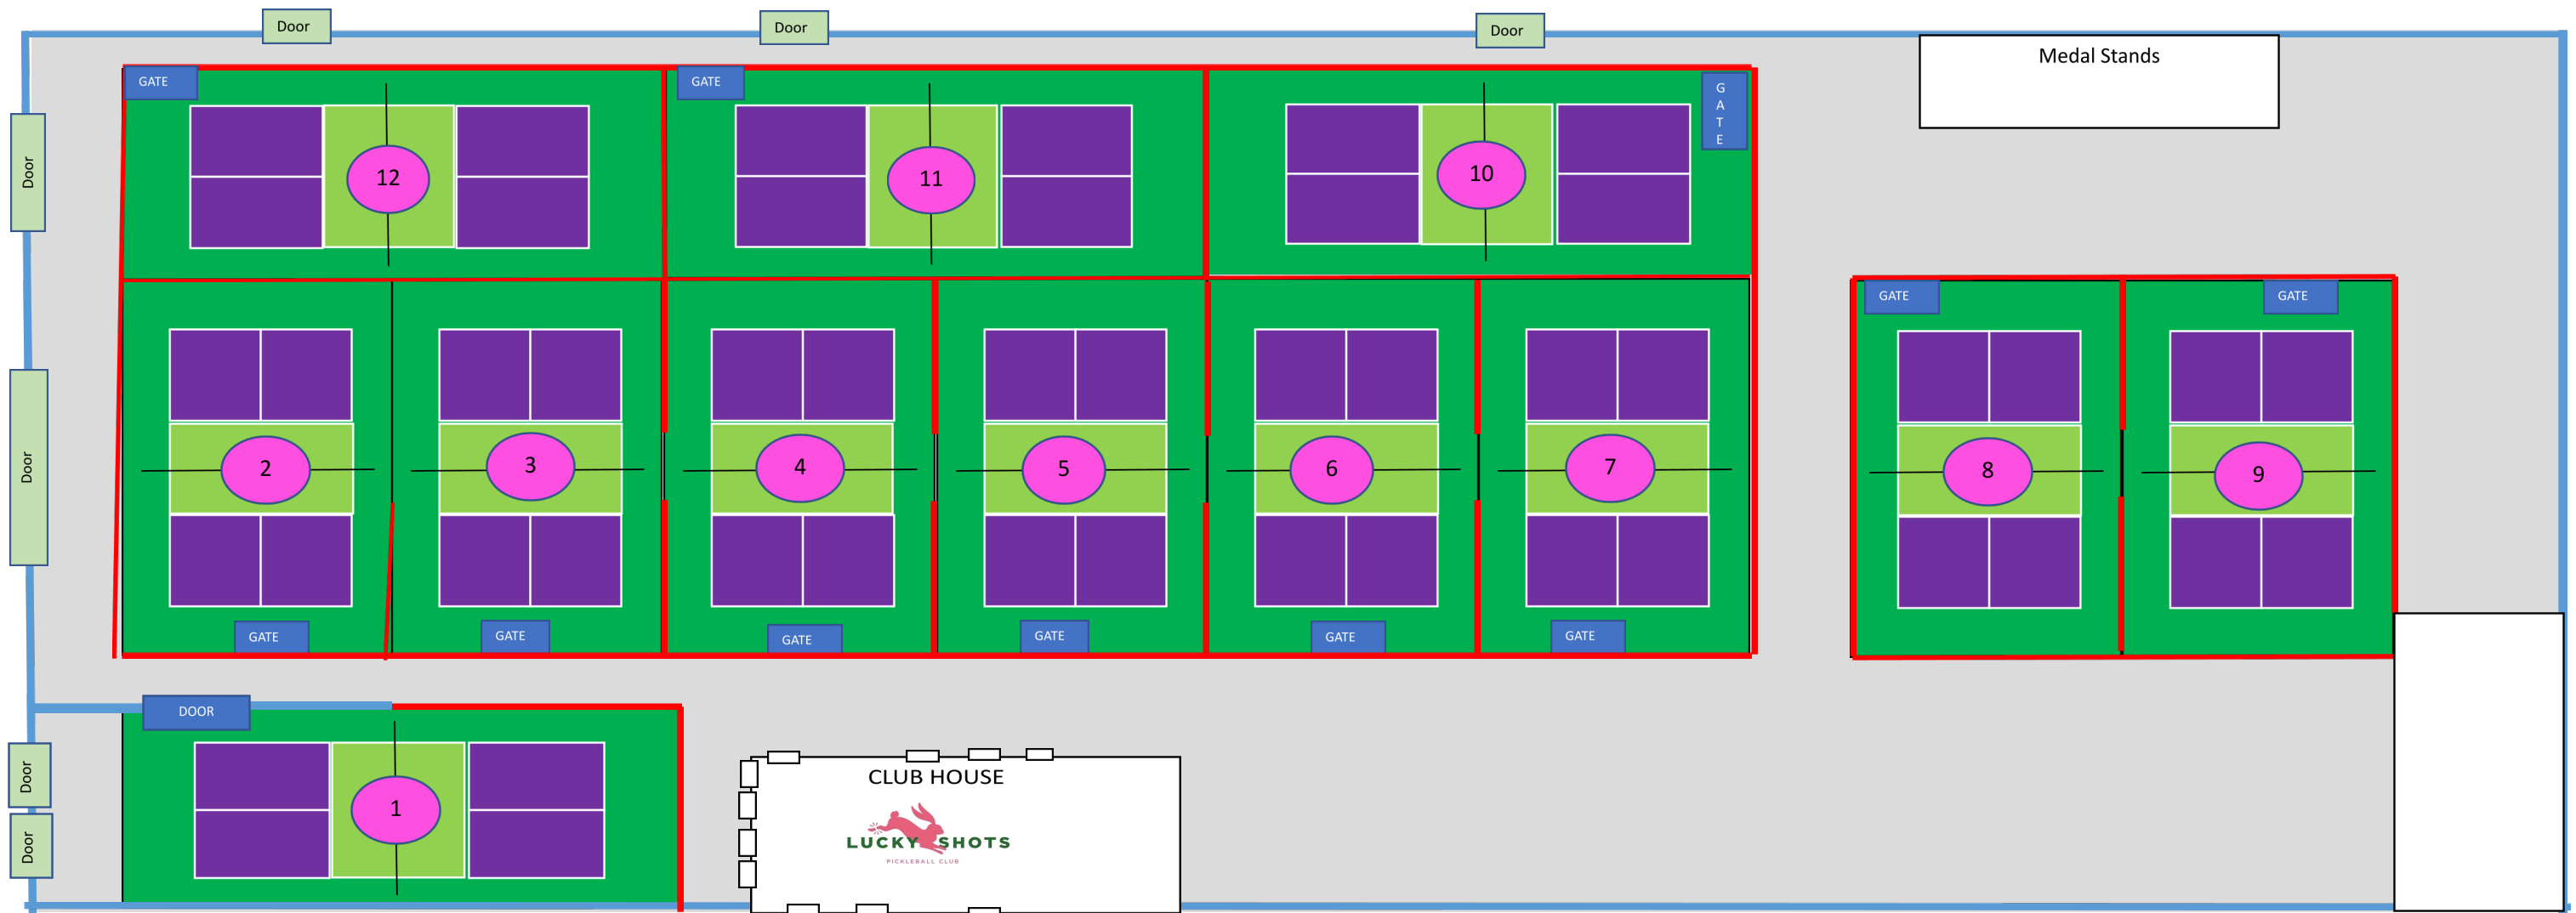 Door
Door
Door
Medal Stands
GATE
GATE
G
A
T
E
Door
12
11
10
GATE
GATE
Door
2
3
4
5
6
7
8
9
GATE
GATE
GATE
GATE
GATE
GATE
DOOR
Door
CLUB HOUSE
1
LUCKY SHOTS
PICKLEBALL CLUB
Door